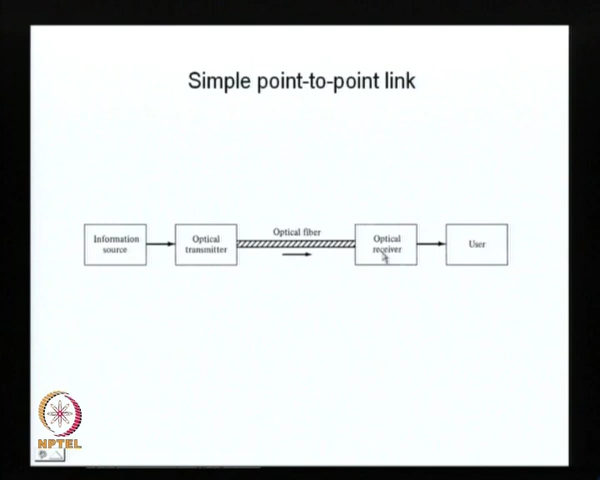 Simple point-to-point link
Information
source
Optical
transmitter
Optical fiber
Optical
receiver
User
NPTEL